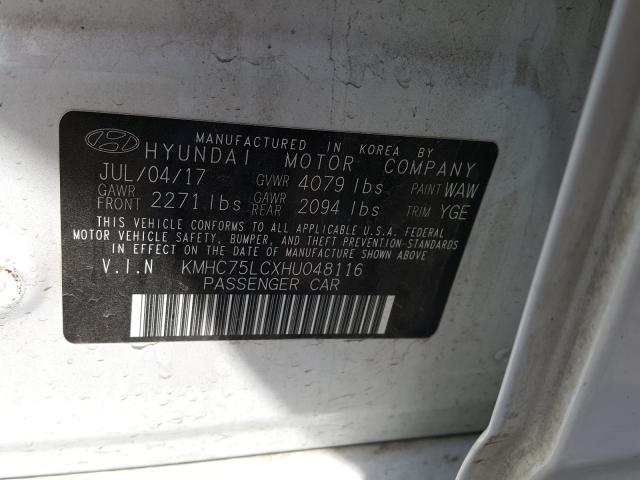 MANUFACTURED IN KOREA BY
HYUNDAI MOTOR COMPANY
JUL/04/17 GVWR 4079 lbs PAINT WAW
GAWR FRONT 2271 lbs GAWR REAR 2094 lbs TRIM YGE
THIS VEHICLE CONFORMS TO ALL APPLICABLE U.S.A. FEDERAL
MOTOR VEHICLE SAFETY, BUMPER, AND THEFT PREVENTION-STANDARDS
IN EFFECT ON THE DATE OF MANUFACTURE SHOWN ABOVE
V.I.N KMHC75LCXHU048116
PASSENGER CAR